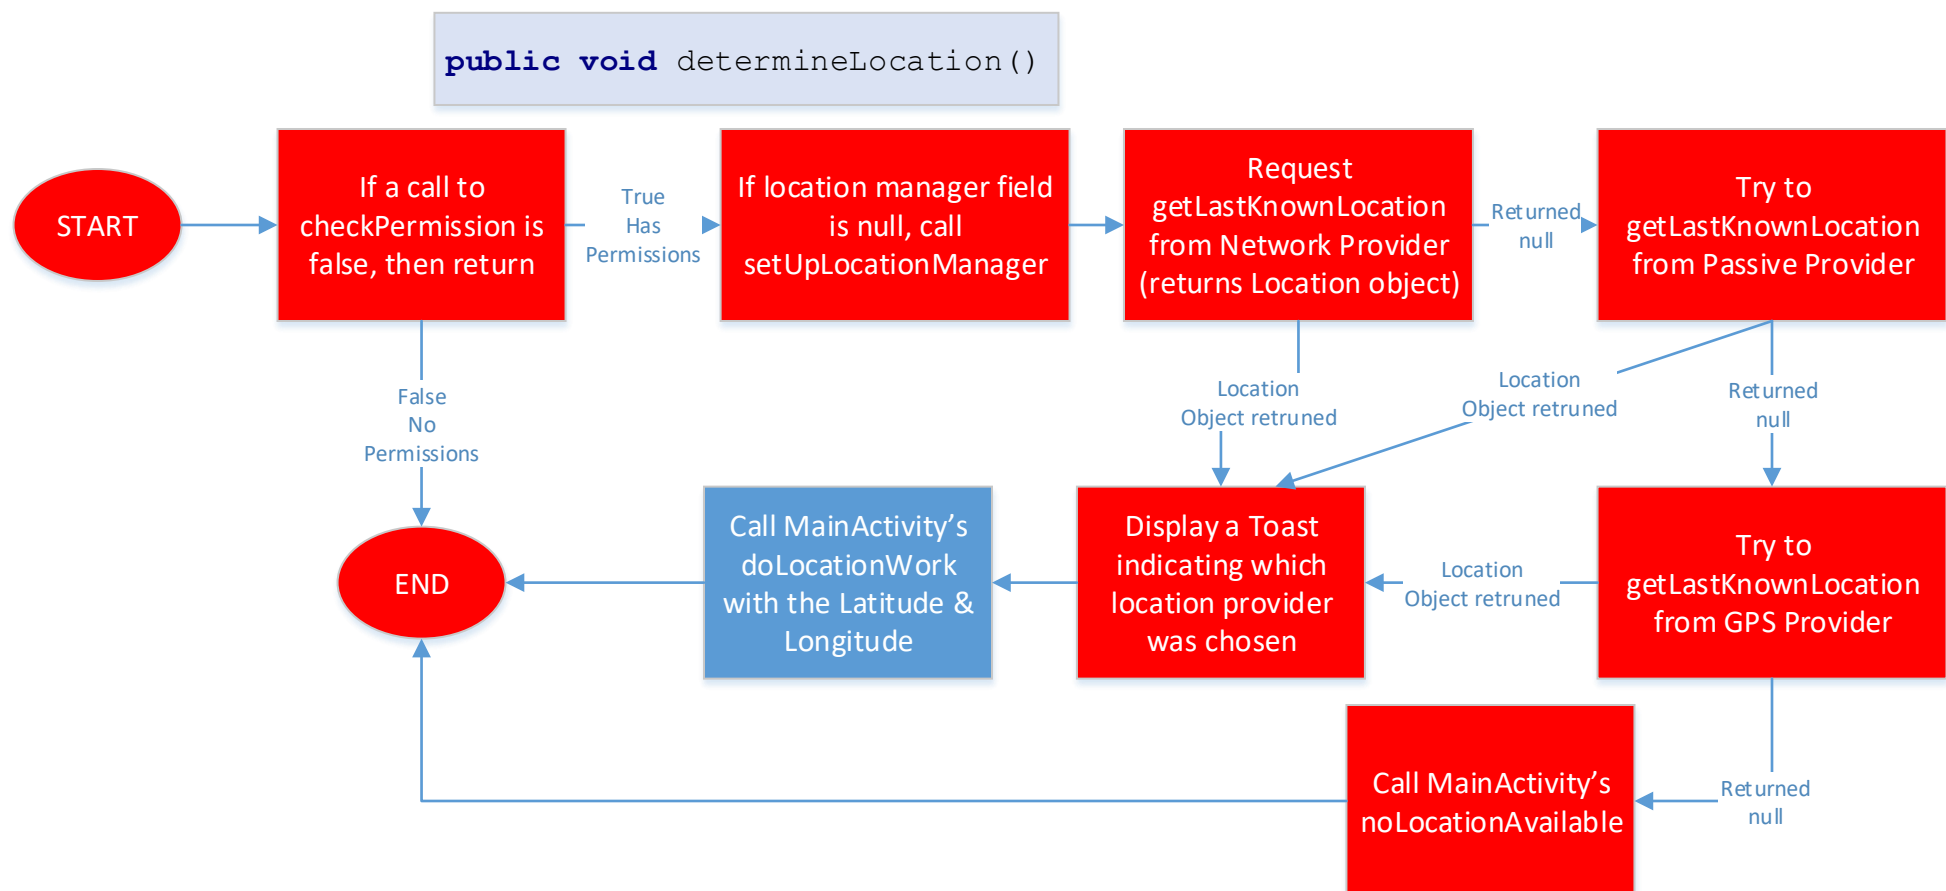 public void determineLocation()
START
If a call to
checkPermission is
false, then return
True
Has
Permissions
If location manager field
is null, call
setUpLocationManager
Request
getLastKnownLocation
from Network Provider
(returns Location object)
Returned
null
Try to
getLastKnownLocation
from Passive Provider
False
No
Permissions
Location
Object retruned
Location
Object retruned
Returned
null
END
Call MainActivity’s
doLocationWork
with the Latitude &
Longitude
Display a Toast
indicating which
location provider
was chosen
Location
Object retruned
Try to
getLastKnownLocation
from GPS Provider
Call MainActivity’s
noLocationAvailable
Returned
null